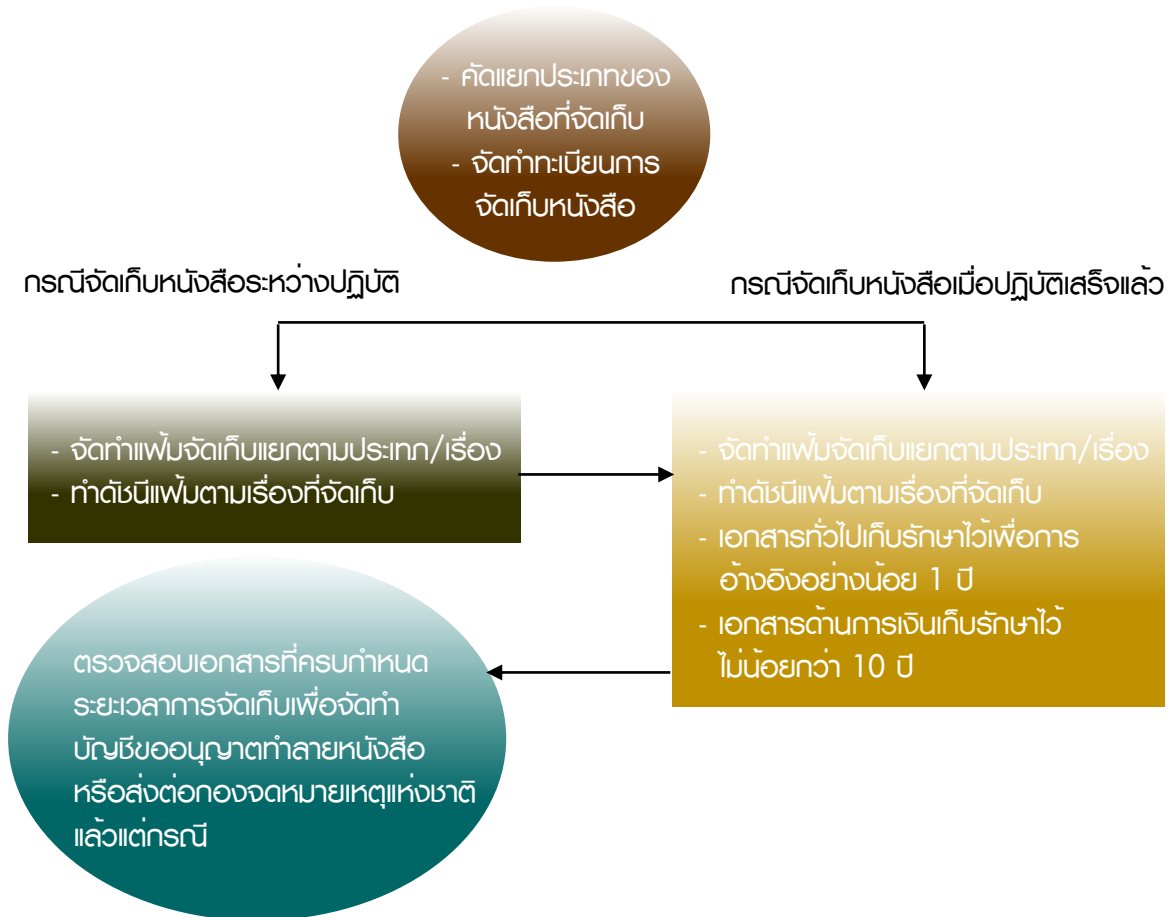 - คัดแยกประเภทของ
หนังสือที่จัดเก็บ
- จัดทำทะเบียนการ
จัดเก็บหนังสือ
กรณีจัดเก็บหนังสือระหว่างปฏิบัติ
กรณีจัดเก็บหนังสือเมื่อปฏิบัติเสร็จแล้ว
- จัดทำแฟ้มจัดเก็บแยกตามประเภท/เรื่อง
- ทำดัชนีแฟ้มตามเรื่องที่จัดเก็บ
- จัดทำแฟ้มจัดเก็บแยกตามประเภท/เรื่อง
- ทำดัชนีแฟ้มตามเรื่องที่จัดเก็บ
- เอกสารทั่วไปเก็บรักษาไว้เพื่อการ
อ้างอิงอย่างน้อย 1 ปี
- เอกสารด้านการเงินเก็บรักษาไว้
ไม่น้อยกว่า 10 ปี
ตรวจสอบเอกสารที่ครบกำหนด
ระยะเวลาการจัดเก็บเพื่อจัดทำ
บัญชีขออนุญาตทำลายหนังสือ
หรือส่งต่อกองจดหมายเหตุแห่งชาติ
แล้วแต่กรณี